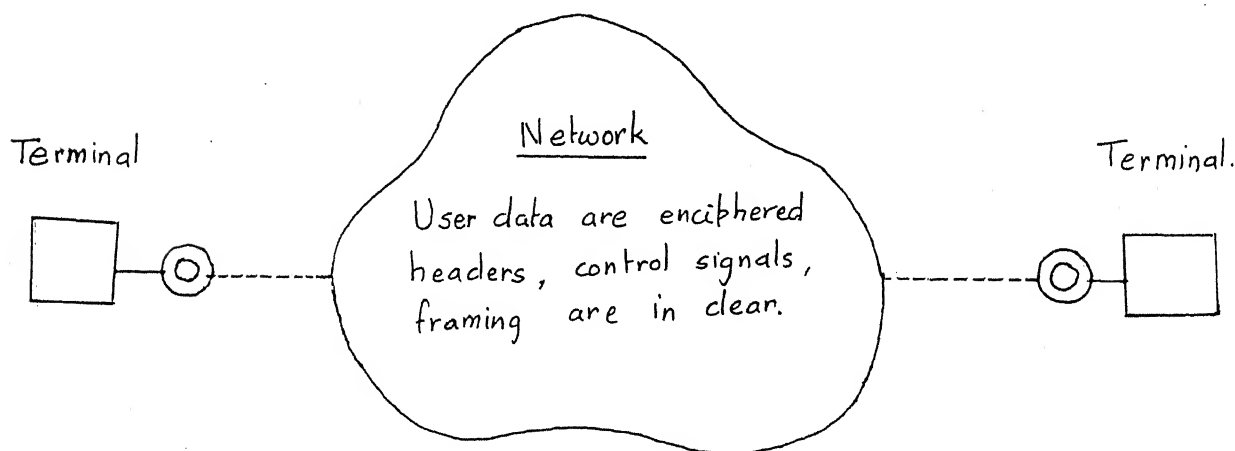 Network
Terminal
Terminal.
User data are enciphered
headers, control signals,
framing are in clear.